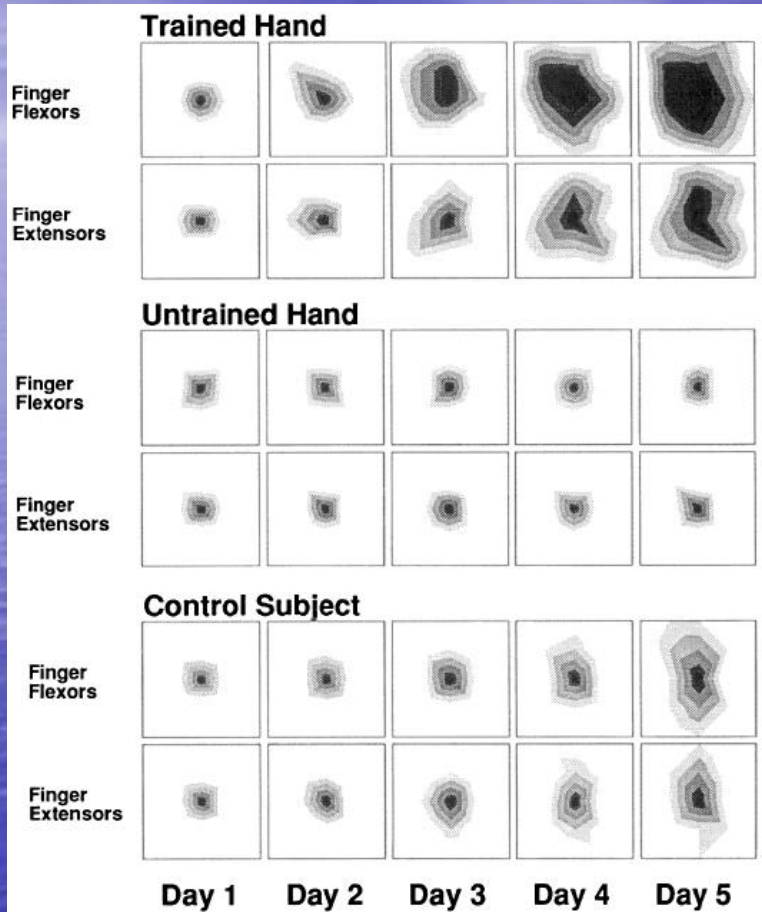 Trained Hand
Finger
Flexors
Finger
Extensors
Untrained Hand
Finger
Flexors
Finger
Extensors
Control Subject
Finger
Flexors
Finger
Extensors
Day 1 Day 2 Day 3 Day 4 Day 5